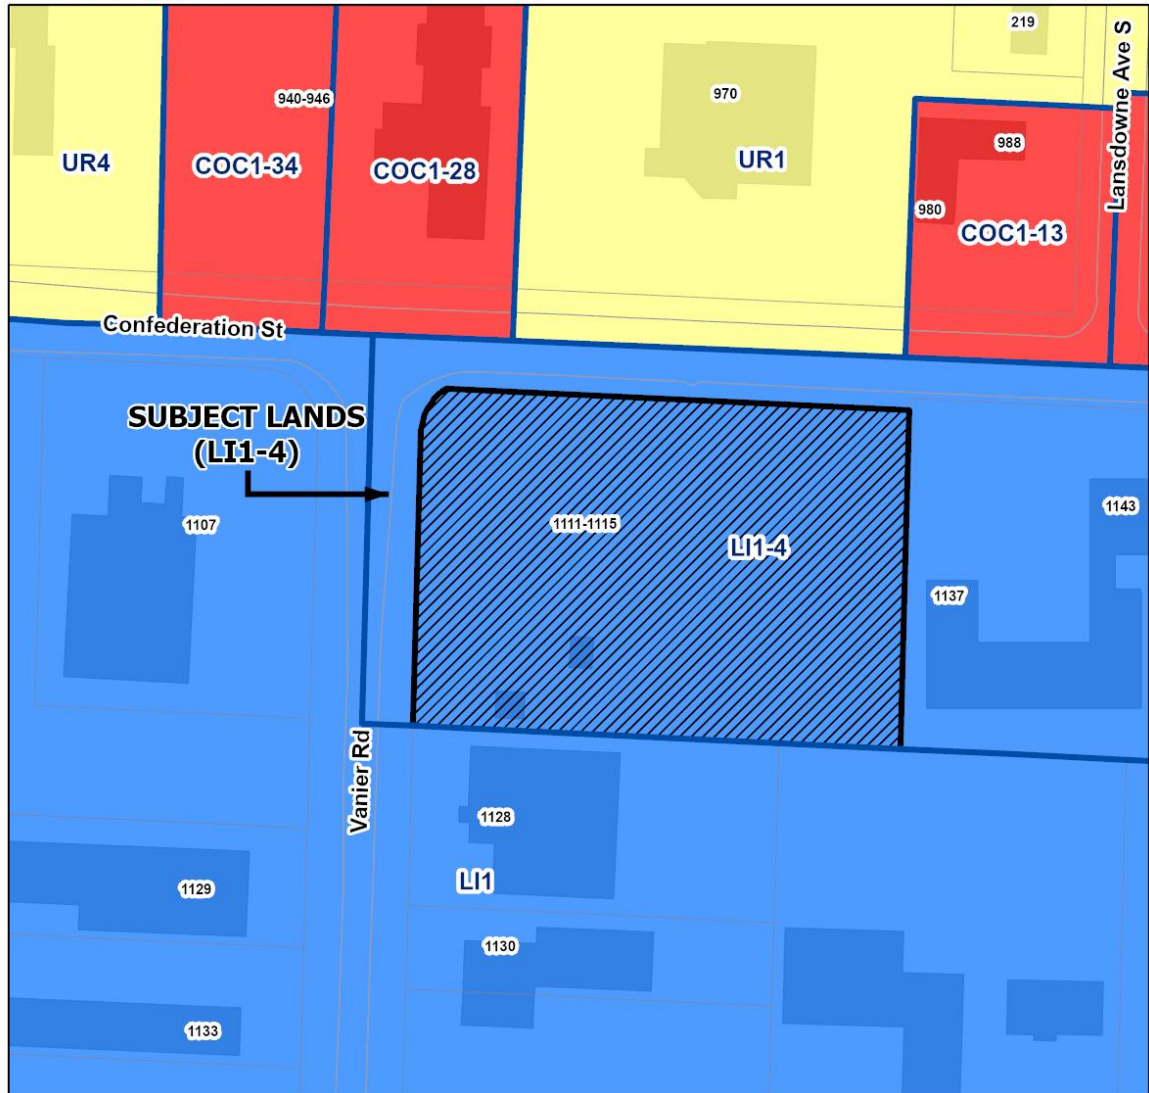 219
Lansdowne Ave S
940-946
970
988
UR4
COC1-34
COC1-28
UR1
980
COC1-13
Confederation St
SUBJECT LANDS
(LI1-4)
1107
1111-1115
LI1-4
1143
1137
Vanier Rd
1128
LI1
1129
1130
1133